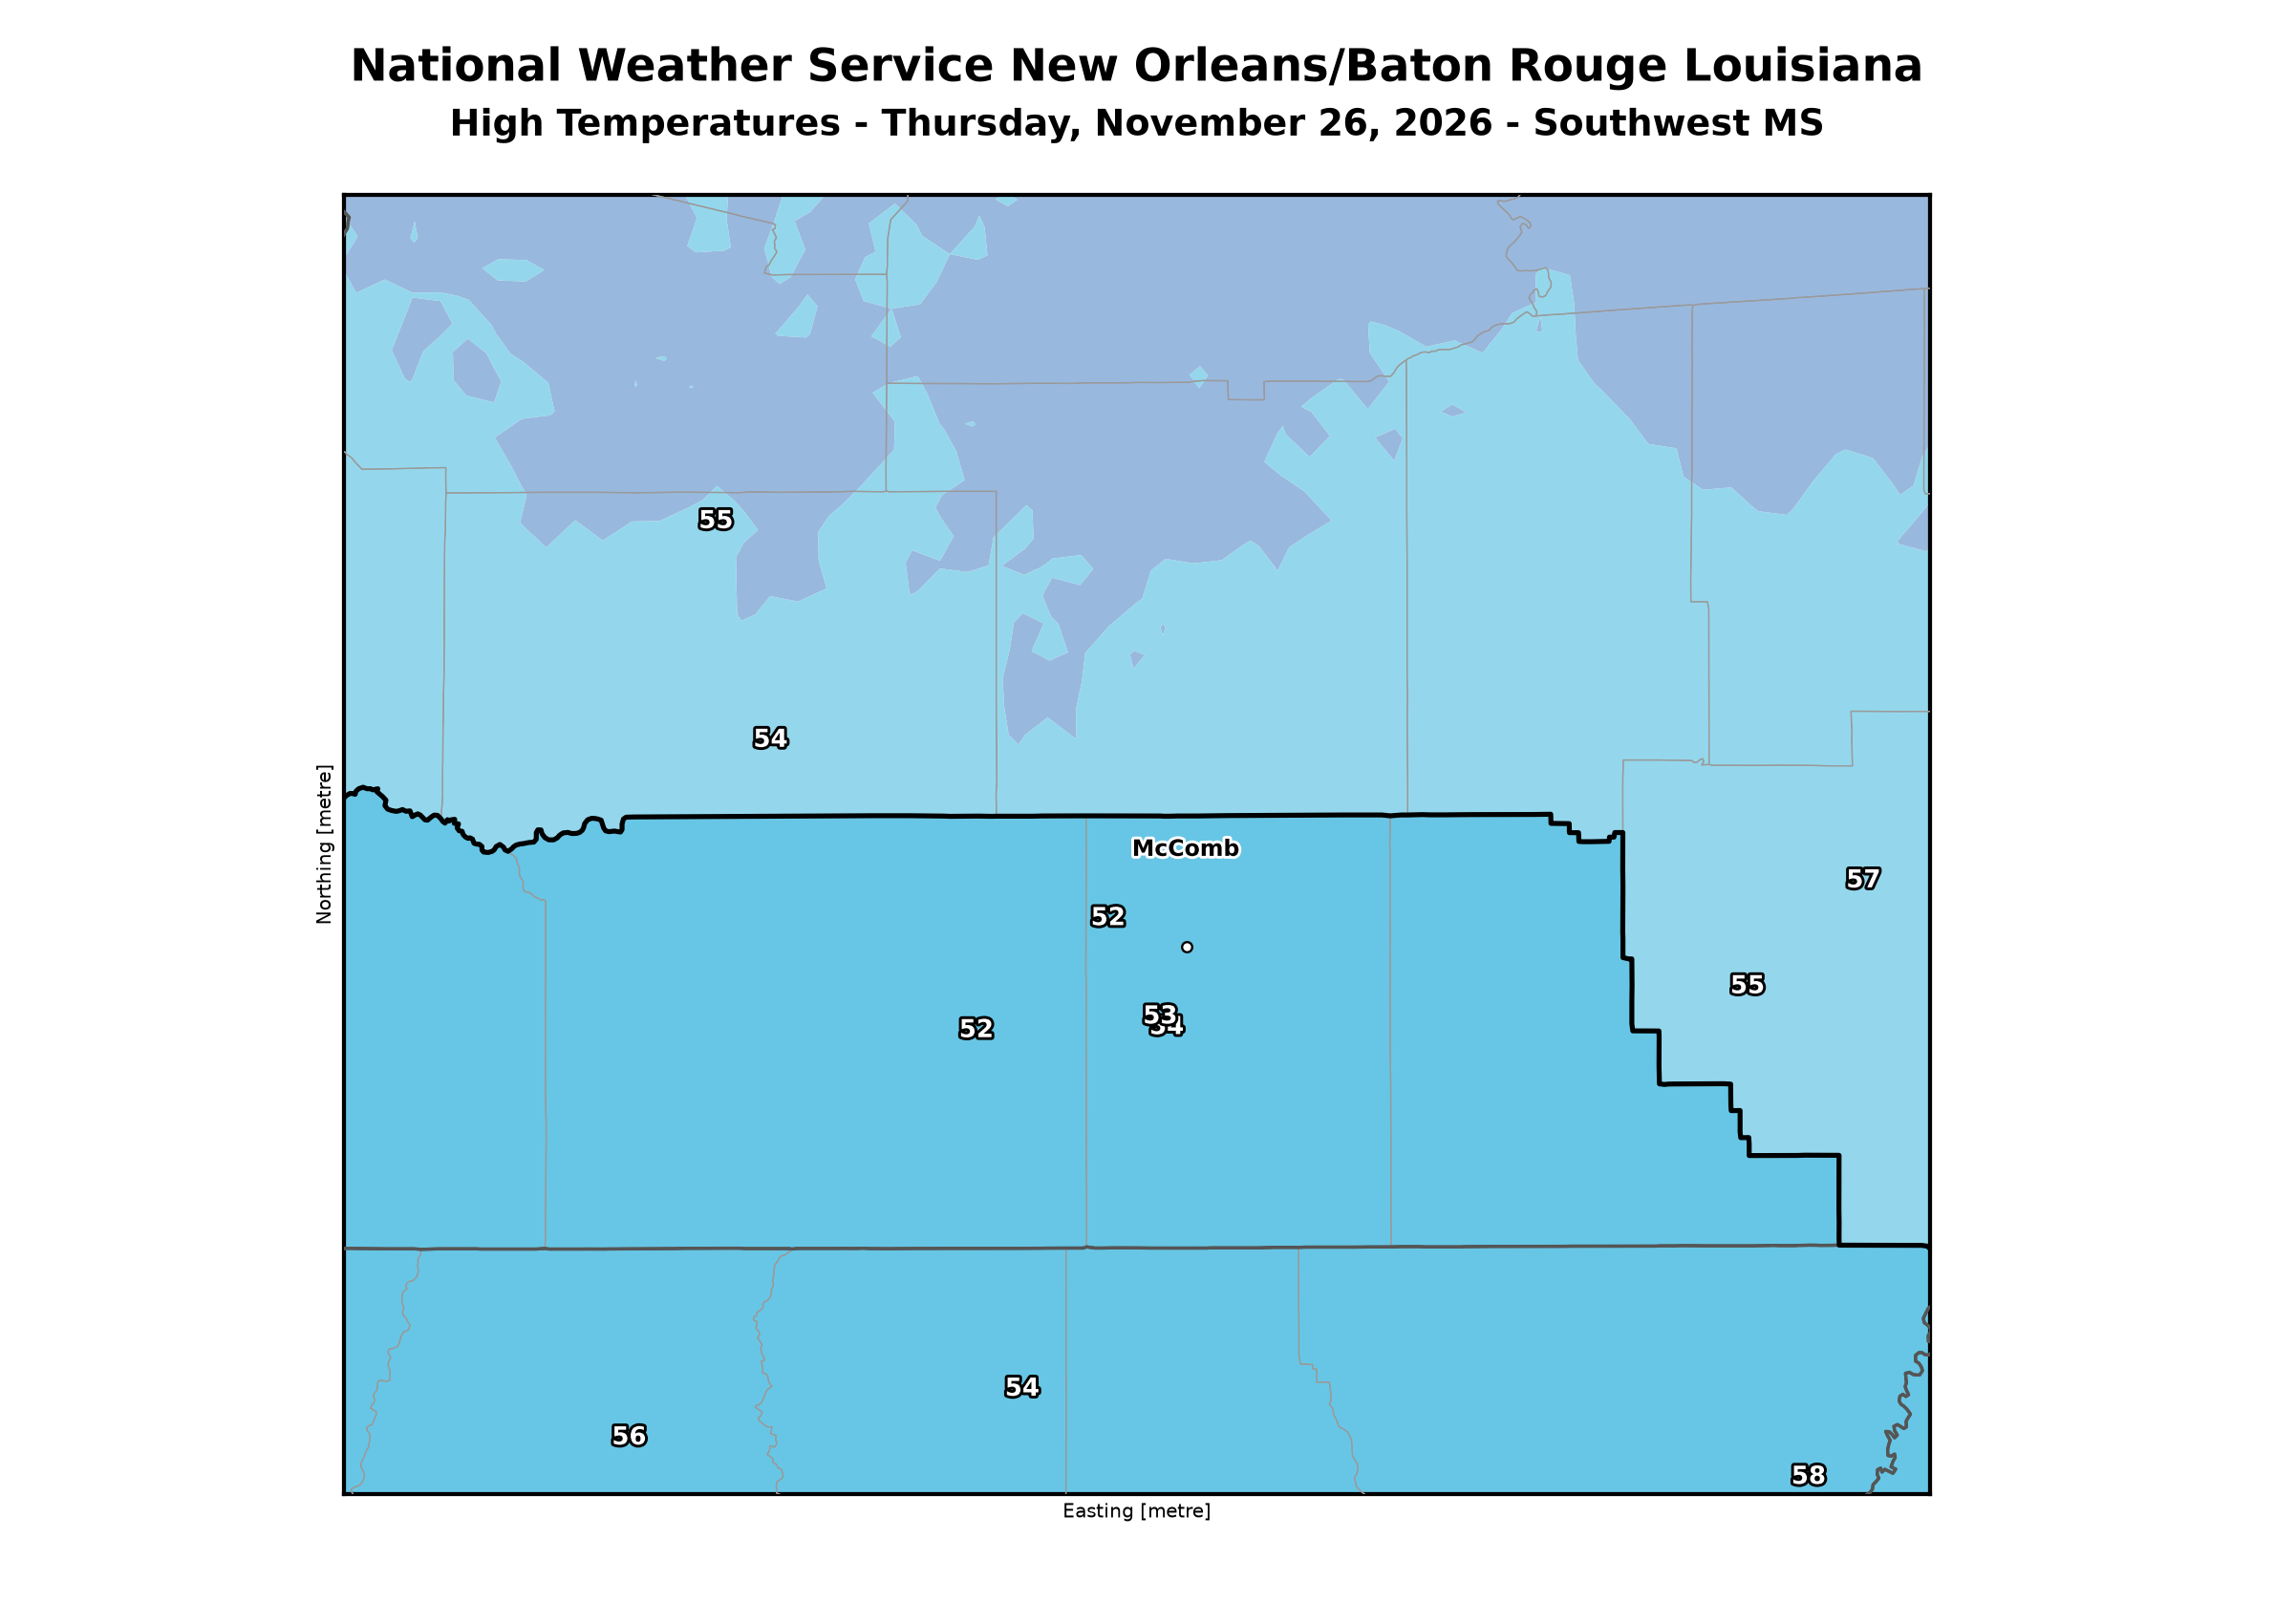 National Weather Service New Orleans/Baton Rouge Louisiana
High Temperatures - Thursday, November 26, 2026 - Southwest MS
55
54
McComb
57
52
55
53
54
52
54
56
58
Northing [metre]
Easting [metre]